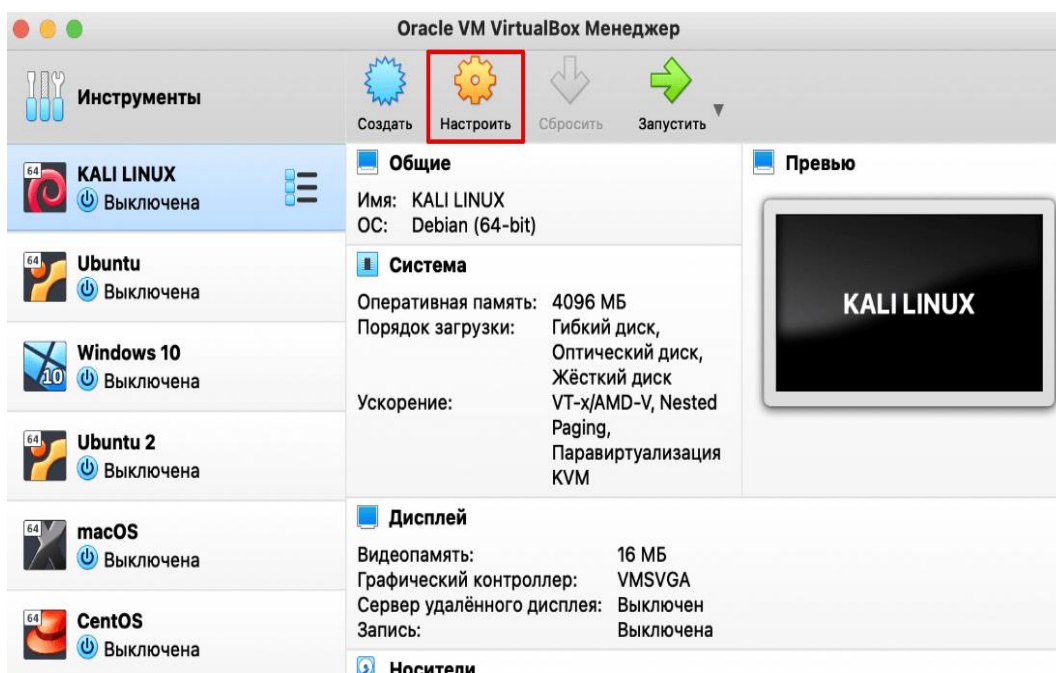 Oracle VM VirtualBox Менеджер
Инструменты
Создать
Настроить
Сбросить
Запустить
64
KALI LINUX
Выключена
64
Ubuntu
Выключена
10
Windows 10
Выключена
64
Ubuntu 2
Выключена
64
macOS
Выключена
64
CentOS
Выключена
Общие
Имя: KALI LINUX
ОС: Debian (64-bit)
Система
Оперативная память: 4096 МБ
Порядок загрузки: Гибкий диск,
Оптический диск,
Жёсткий диск
Ускорение: VT-x/AMD-V, Nested
Paging,
Паравиртуализация
KVM
Превью
KALI LINUX
Дисплей
Видеопамять: 16 МБ
Графический контроллер: VMSVGA
Сервер удалённого дисплея: Выключен
Запись: Выключена
Носители